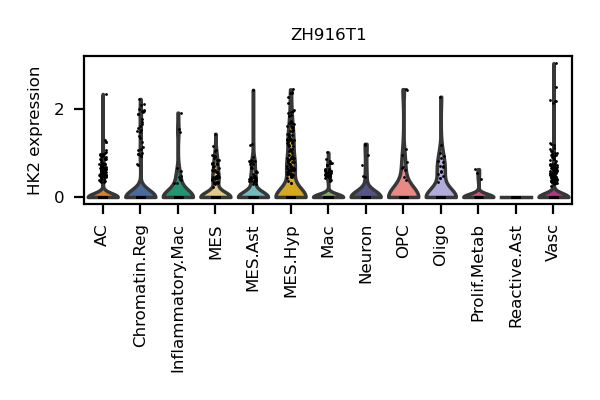 ZH916T1
HK2 expression
2
0
AC
Chromatin.Reg
Inflammatory.Mac
MES
MES.Ast
MES.Hyp
Mac
Neuron
OPC
Oligo
Prolif.Metab
Reactive.Ast
Vasc